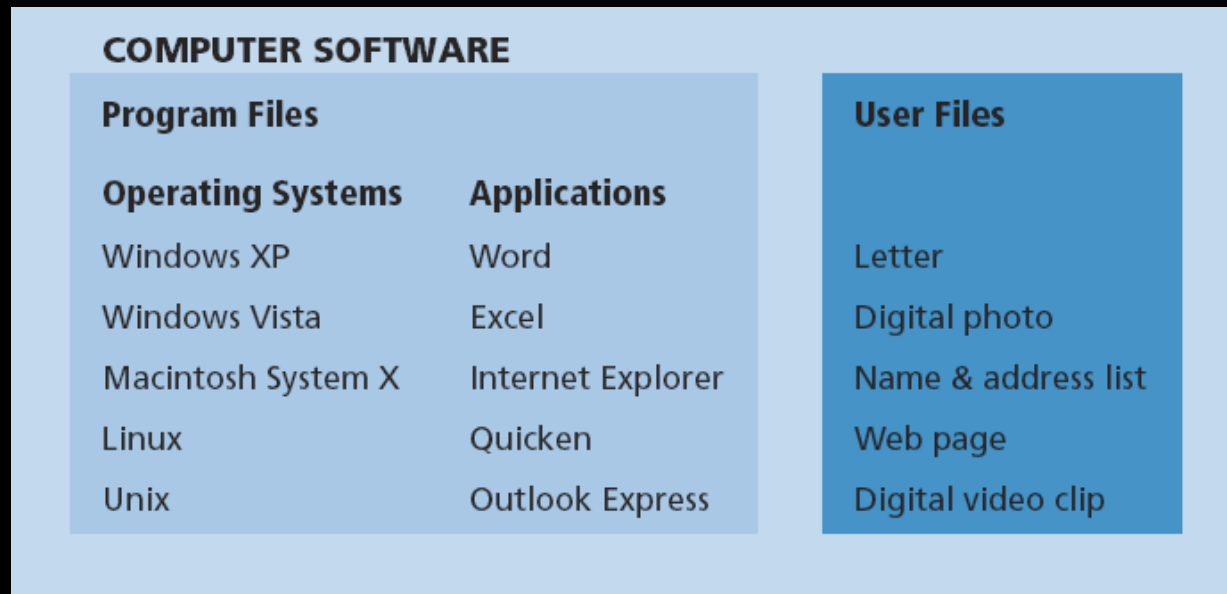 COMPUTER SOFTWARE
Program Files User Files
Operating Systems Applications
Windows XP Word Letter
Windows Vista Excel Digital photo
Macintosh System X Internet Explorer Name & address list
Linux Quicken Web page
Unix Outlook Express Digital video clip